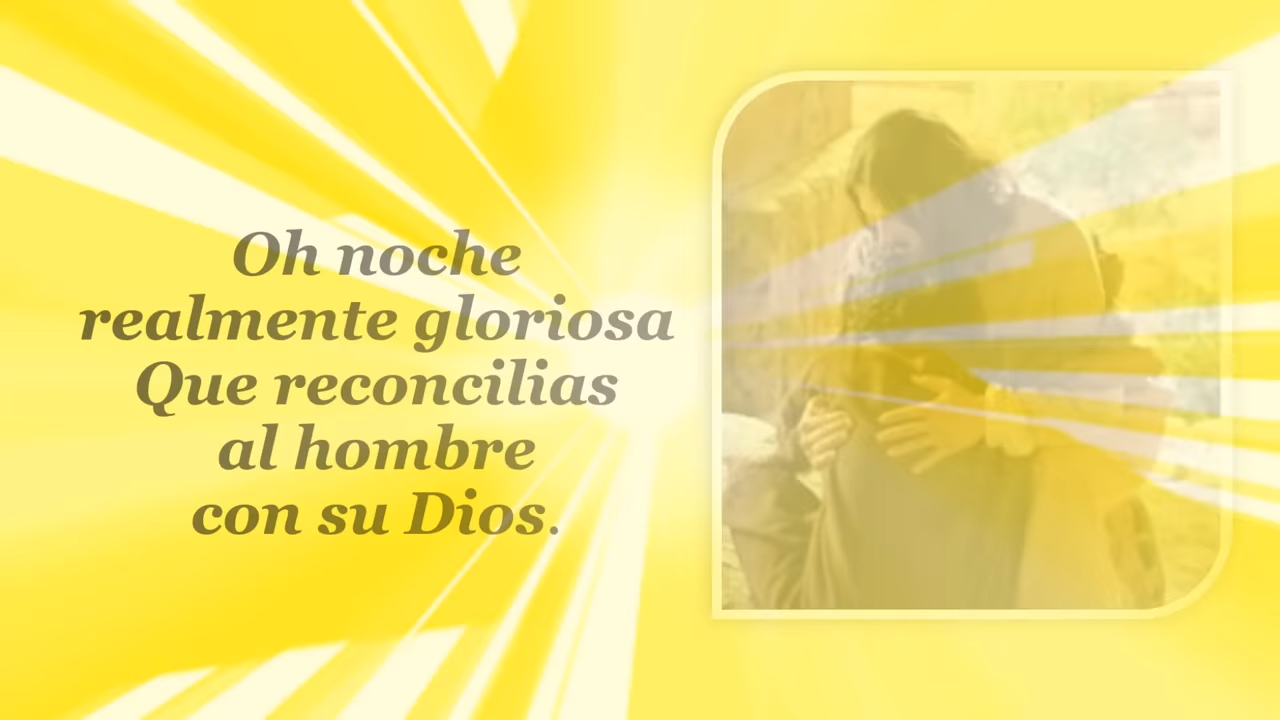 Oh noche
realmente gloriosa
Que reconcilias
al hombre
con su Dios.